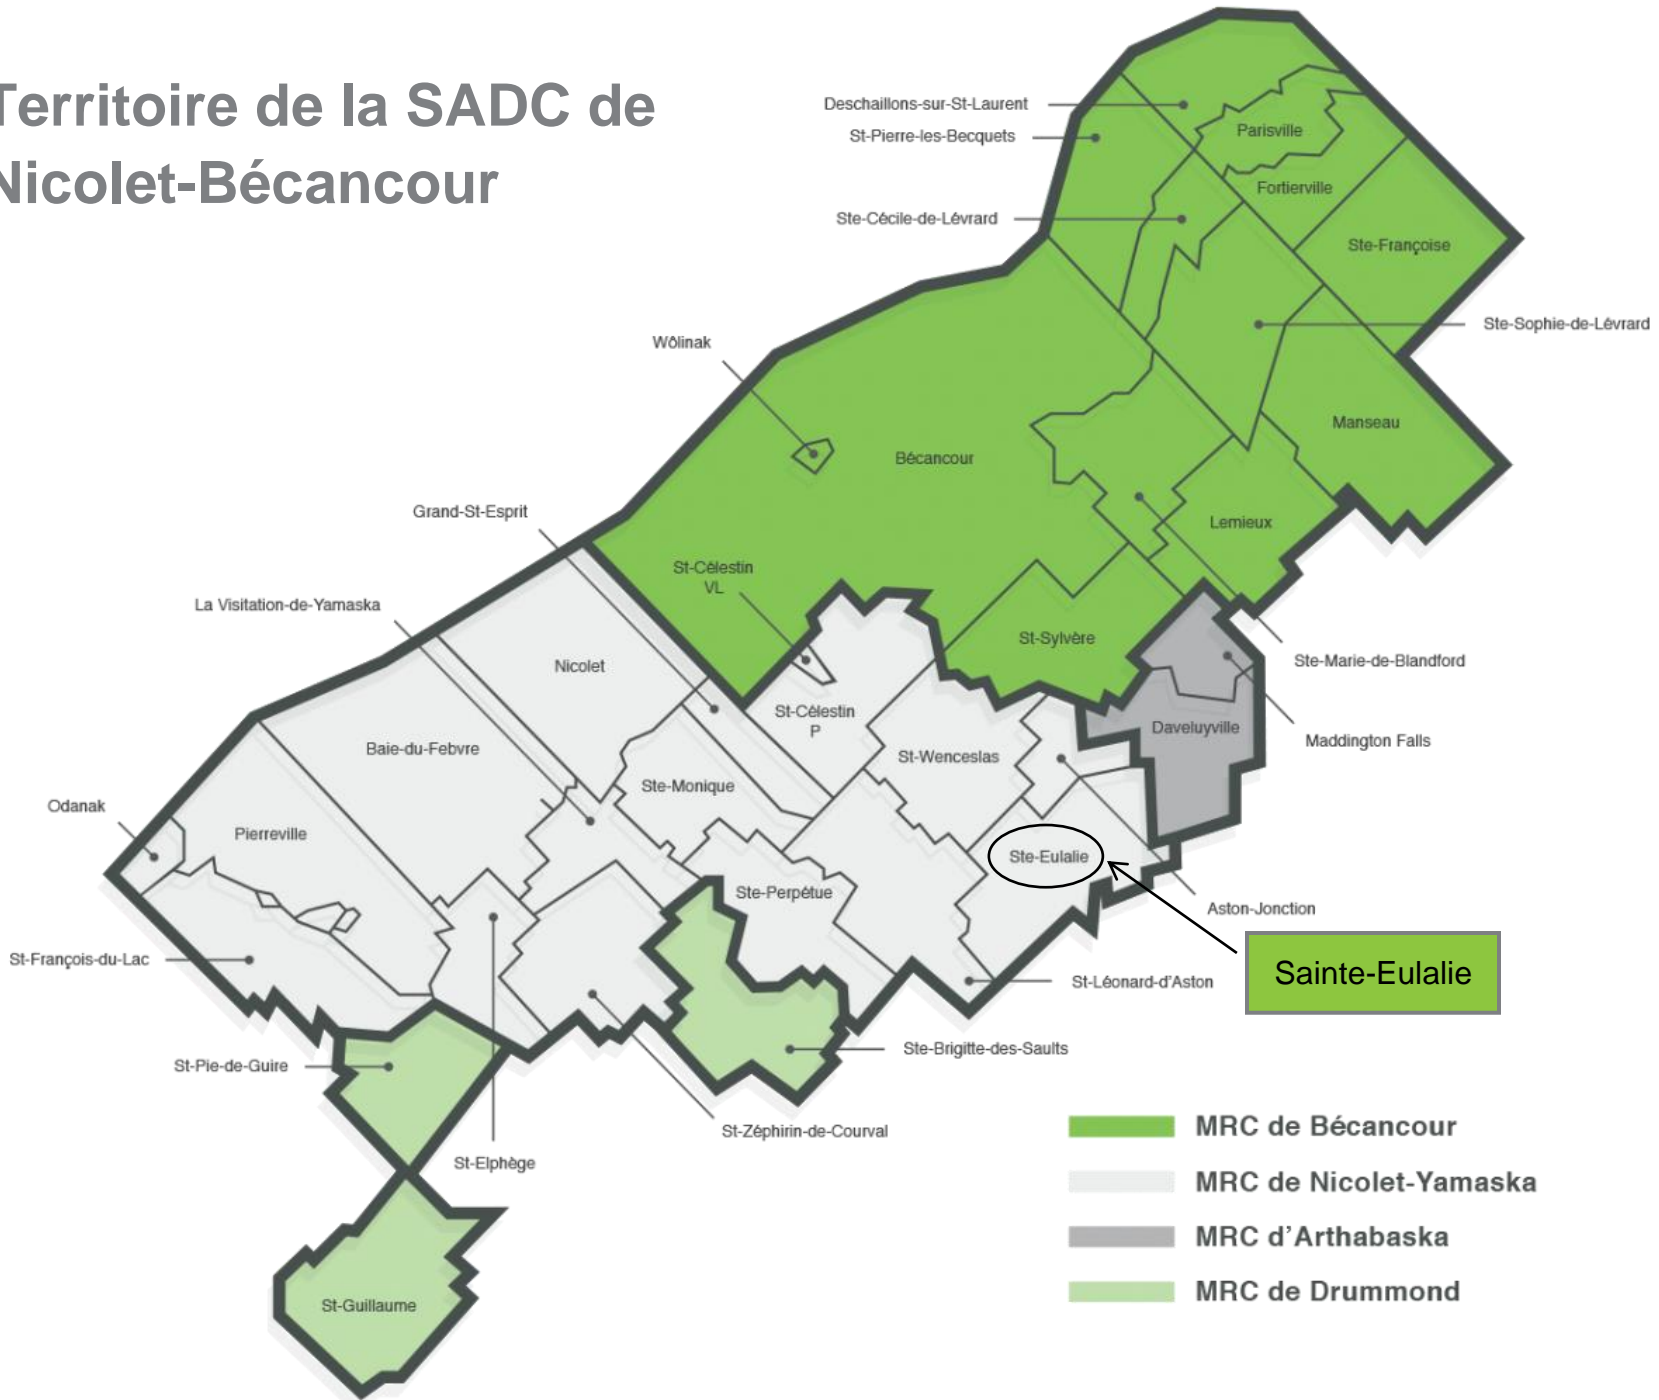 Territoire de la SADC de
Nicolet-Bécancour
Deschaillons-sur-St-Laurent
St-Pierre-les-Becquets
Parisville
Fortierville
Ste-Cécile-de-Lévrard
Ste-Françoise
Ste-Sophie-de-Lévrard
Wôlinak
Manseau
Bécancour
Grand-St-Esprit
Lemieux
St-Célestin
VL
La Visitation-de-Yamaska
St-Sylvère
Ste-Marie-de-Blandford
Nicolet
St-Célestin
P
Daveluyville
Maddington Falls
Baie-du-Febvre
St-Wenceslas
Ste-Monique
Odanak
Pierreville
Ste-Eulalie
Ste-Perpétue
Aston-Jonction
St-François-du-Lac
Sainte-Eulalie
St-Léonard-d'Aston
Ste-Brigitte-des-Saults
St-Pie-de-Guire
St-Zéphirin-de-Courval
St-Elphège
St-Guillaume
MRC de Bécancour
MRC de Nicolet-Yamaska
MRC d'Arthabaska
MRC de Drummond